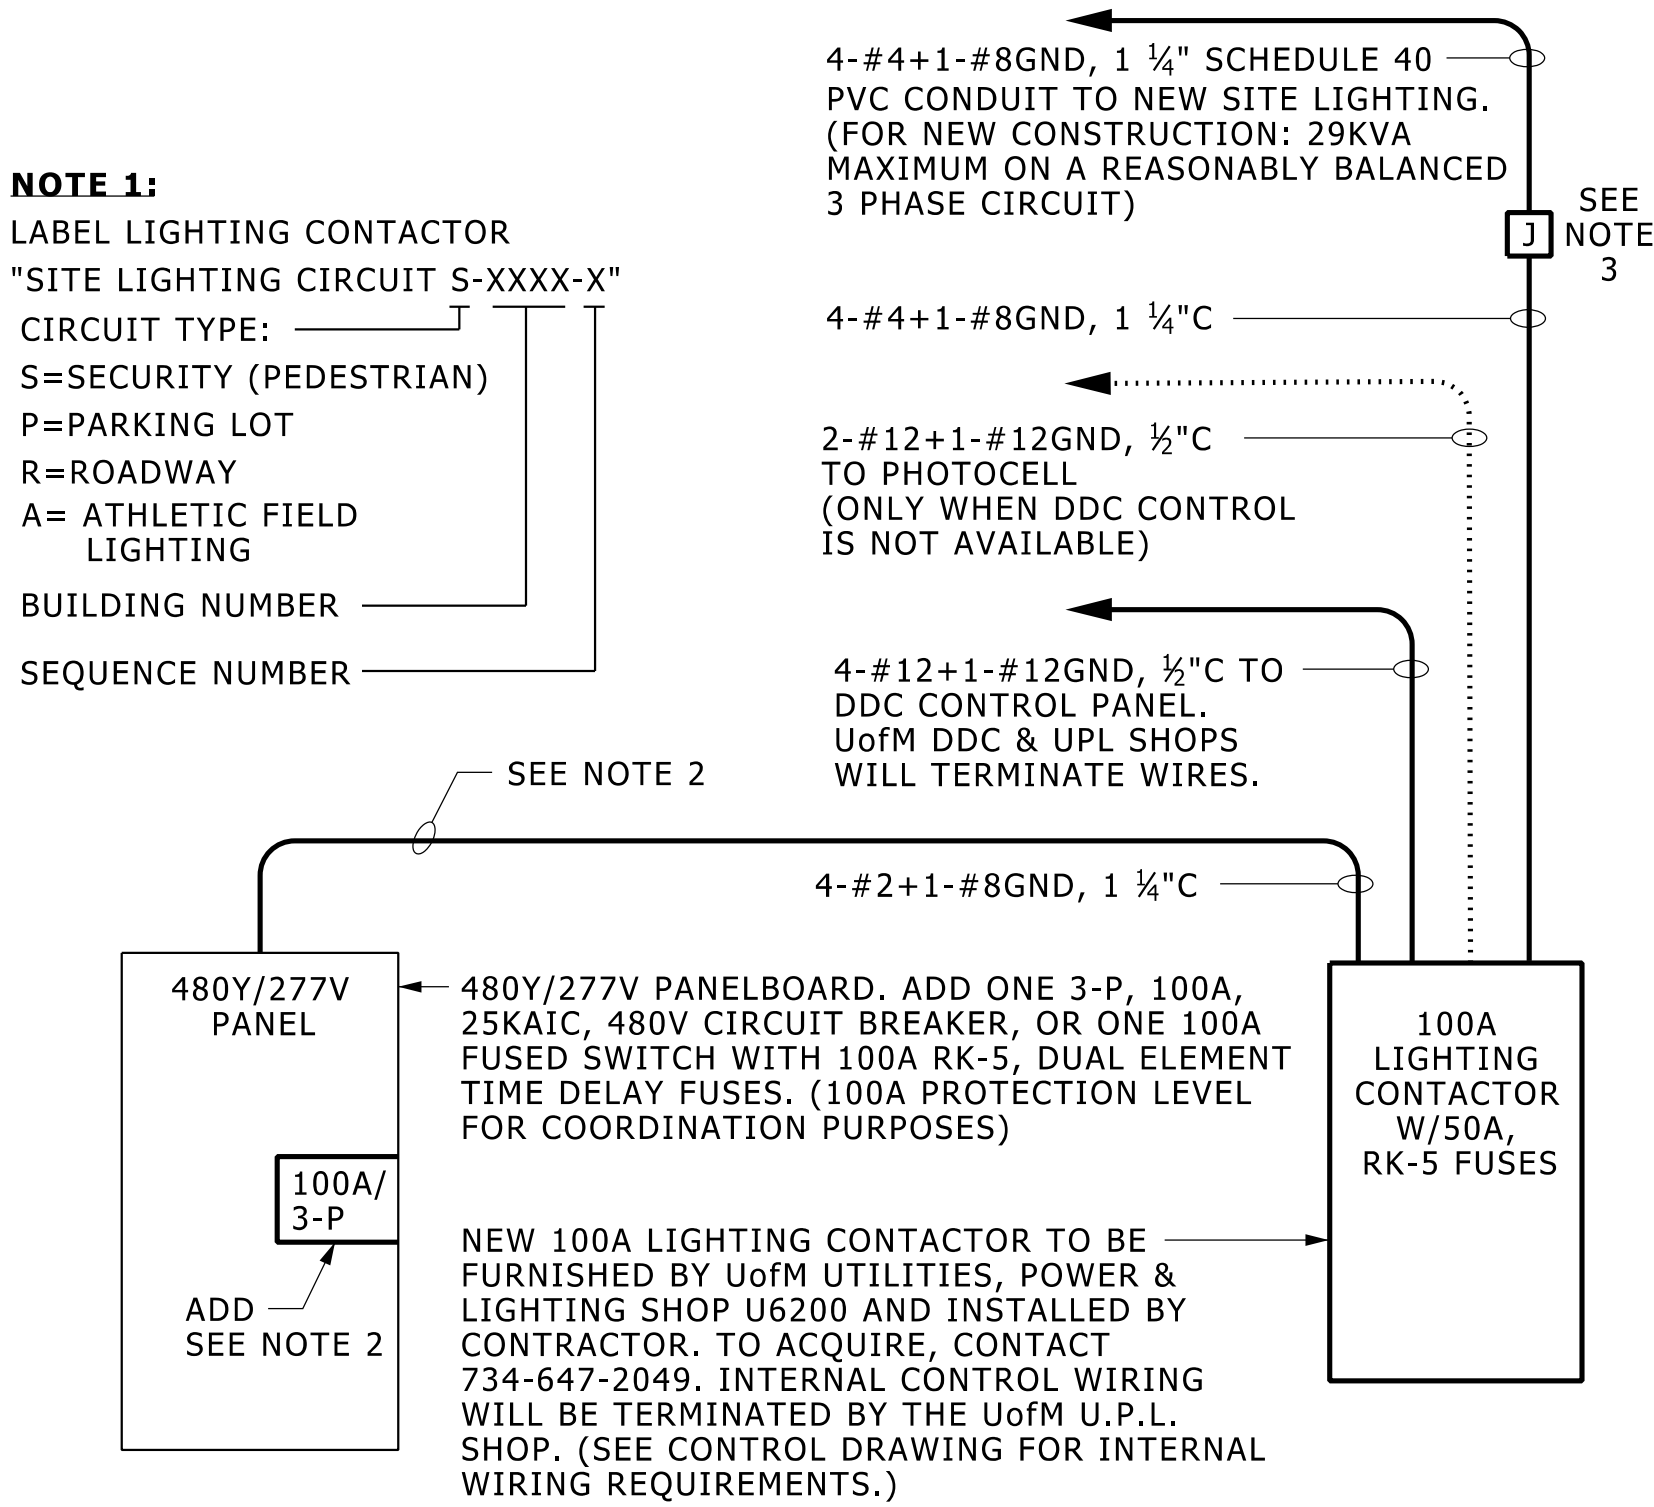 4-#4+1-#8GND, 1 ¼" SCHEDULE 40
PVC CONDUIT TO NEW SITE LIGHTING.
(FOR NEW CONSTRUCTION: 29KVA
MAXIMUM ON A REASONABLY BALANCED
3 PHASE CIRCUIT)
NOTE 1:
LABEL LIGHTING CONTACTOR
"SITE LIGHTING CIRCUIT S-XXXX-X"
CIRCUIT TYPE:
S=SECURITY (PEDESTRIAN)
P=PARKING LOT
R=ROADWAY
A= ATHLETIC FIELD
LIGHTING
BUILDING NUMBER
SEQUENCE NUMBER
J
SEE
NOTE
3
4-#4+1-#8GND, 1 ¼"C
2-#12+1-#12GND, ½"C
TO PHOTOCELL
(ONLY WHEN DDC CONTROL
IS NOT AVAILABLE)
4-#12+1-#12GND, ½"C TO
DDC CONTROL PANEL.
UofM DDC & UPL SHOPS
WILL TERMINATE WIRES.
SEE NOTE 2
4-#2+1-#8GND, 1 ¼"C
480Y/277V
PANEL
100A/
3-P
ADD
SEE NOTE 2
480Y/277V PANELBOARD. ADD ONE 3-P, 100A,
25KAIC, 480V CIRCUIT BREAKER, OR ONE 100A
FUSED SWITCH WITH 100A RK-5, DUAL ELEMENT
TIME DELAY FUSES. (100A PROTECTION LEVEL
FOR COORDINATION PURPOSES)
NEW 100A LIGHTING CONTACTOR TO BE
FURNISHED BY UofM UTILITIES, POWER &
LIGHTING SHOP U6200 AND INSTALLED BY
CONTRACTOR. TO ACQUIRE, CONTACT
734-647-2049. INTERNAL CONTROL WIRING
WILL BE TERMINATED BY THE UofM U.P.L.
SHOP. (SEE CONTROL DRAWING FOR INTERNAL
WIRING REQUIREMENTS.)
100A
LIGHTING
CONTACTOR
W/50A,
RK-5 FUSES